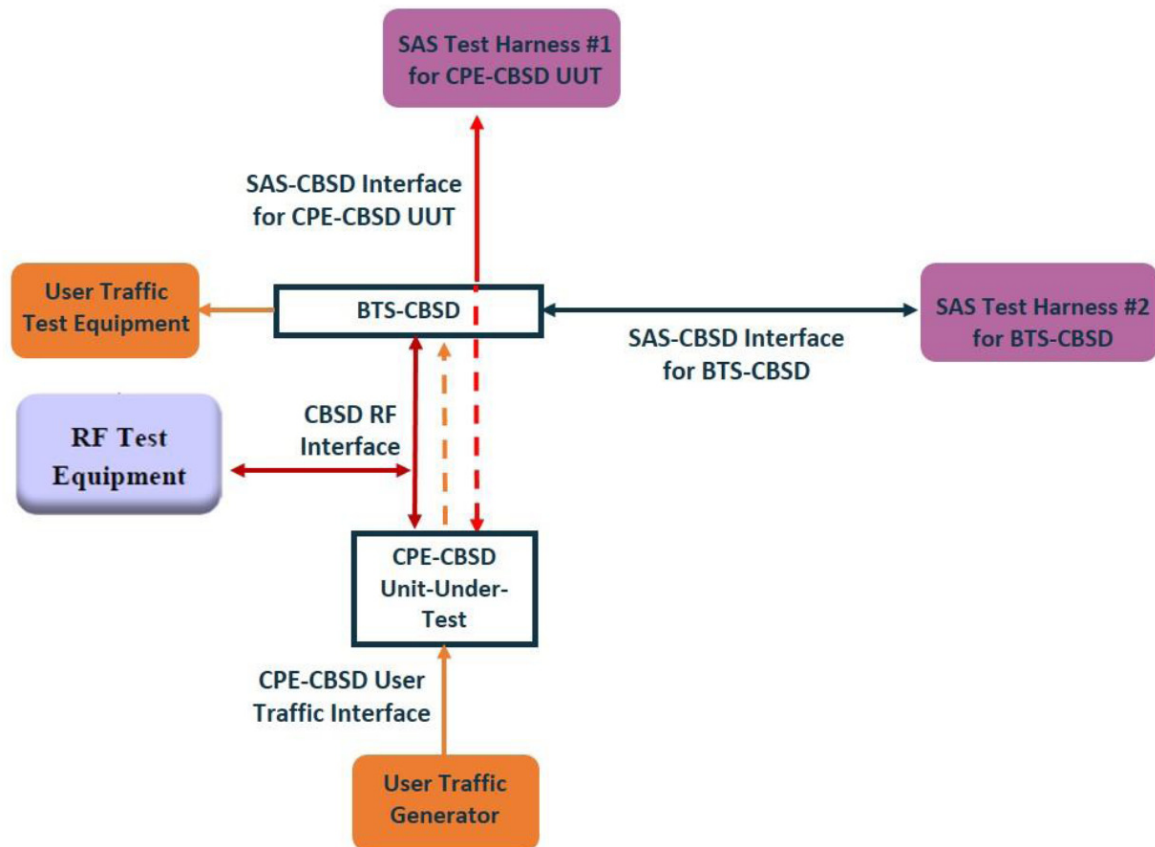 SAS Test Harness #1
for CPE-CBSD UUT
SAS-CBSD Interface
for CPE-CBSD UUT
User Traffic
Test Equipment
BTS-CBSD
SAS Test Harness #2
for BTS-CBSD
SAS-CBSD Interface
for BTS-CBSD
RF Test
Equipment
CBSD RF
Interface
CPE-CBSD
Unit-Under-
Test
CPE-CBSD User
Traffic Interface
User Traffic
Generator